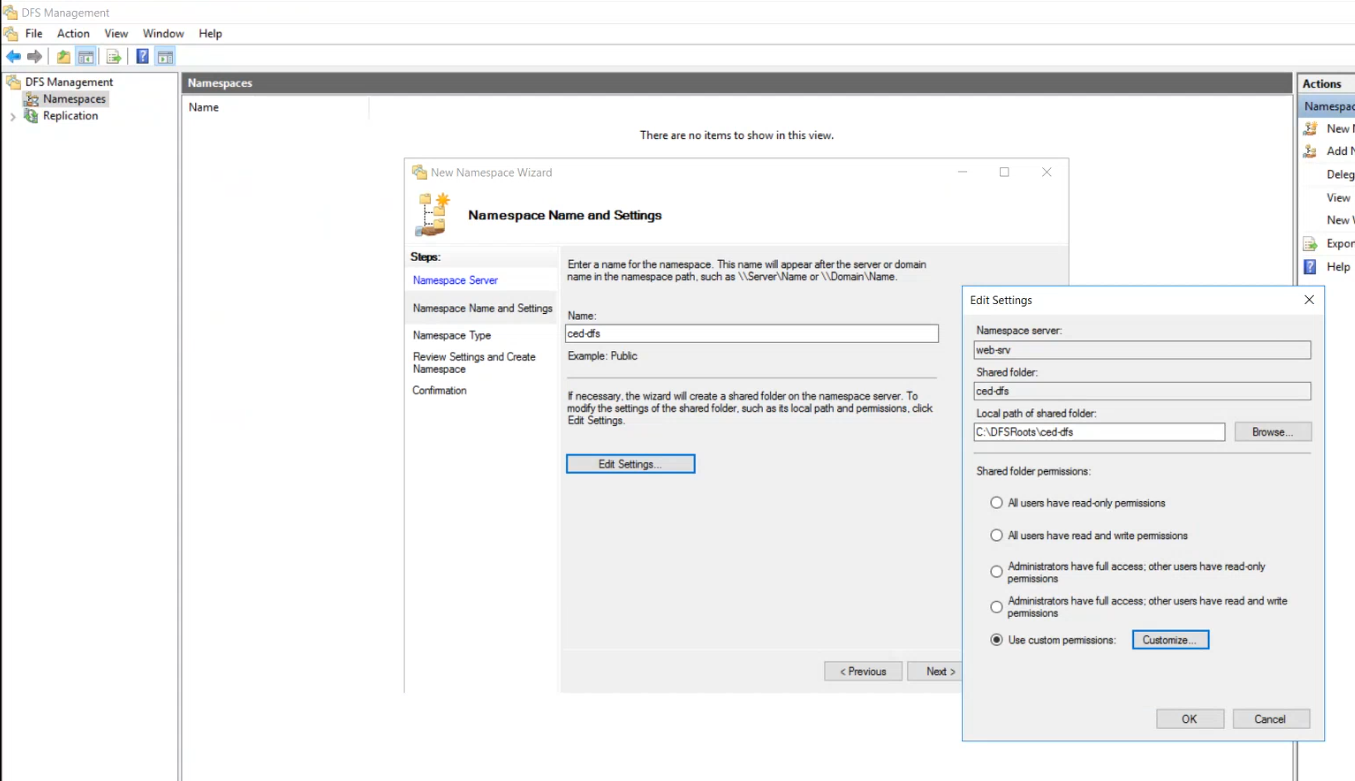 DFS Management
File Action View Window Help
DFS Management
Namespaces
Replication
Namespaces
Name
There are no items to show in this view.
New Namespace Wizard
Namespace Name and Settings
Steps:
Namespace Server
Namespace Name and Settings
Namespace Type
Review Settings and Create
Namespace
Confirmation
Enter a name for the namespace. This name will appear after the server or domain
name in the namespace path, such as \\Server\Name or \\Domain\Name.
Name:
ced-dfs
Example: Public
If necessary, the wizard will create a shared folder on the namespace server. To
modify the settings of the shared folder, such as its local path and permissions, click
Edit Settings.
Edit Settings...
< Previous
Next >
Edit Settings
Namespace server:
web-srv
Shared folder:
ced-dfs
Local path of shared folder:
C:\DFSRoots\ced-dfs
Browse...
Shared folder permissions:
All users have read-only permissions
All users have read and write permissions
Administrators have full access; other users have read-only
permissions
Administrators have full access; other users have read and write
permissions
Use custom permissions:
Customize...
OK
Cancel
Actions
Namespac
New
Add
Deleg
View
New
Expor
Help